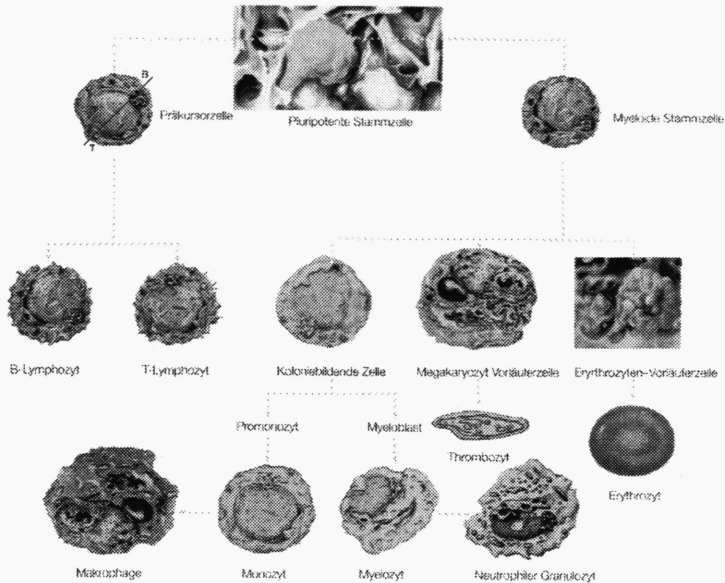 B
T
Präkursorzelle
Pluripotente Stammzelle
Myeloide Stammzelle
B-Lymphozyt
T-Lymphozyt
Koloniebildende Zelle
Megakaryozyt Vorläuferzelle
Erythrozyten-Vorläuferzelle
Promonozyt
Myeloblast
Thrombozyt
Erythrozyt
Makrophage
Monozyt
Myelozyt
Neutrophiler Granulozyt